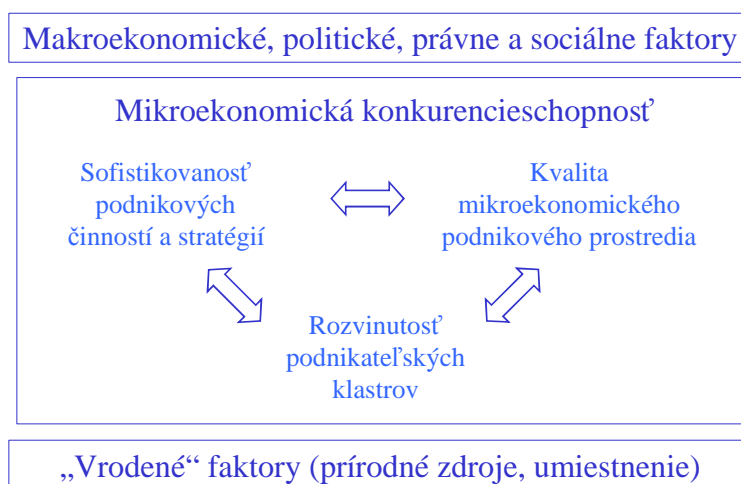 Makroekonomické, politické, právne a sociálne faktory
Mikroekonomická konkurencieschopnosť
Sofistikovanosť
podnikových
činností a stratégií
Kvalita
mikroekonomického
podnikového prostredia
Rozvinutosť
podnikateľských
klastrov
„Vrodené“ faktory (prírodné zdroje, umiestnenie)